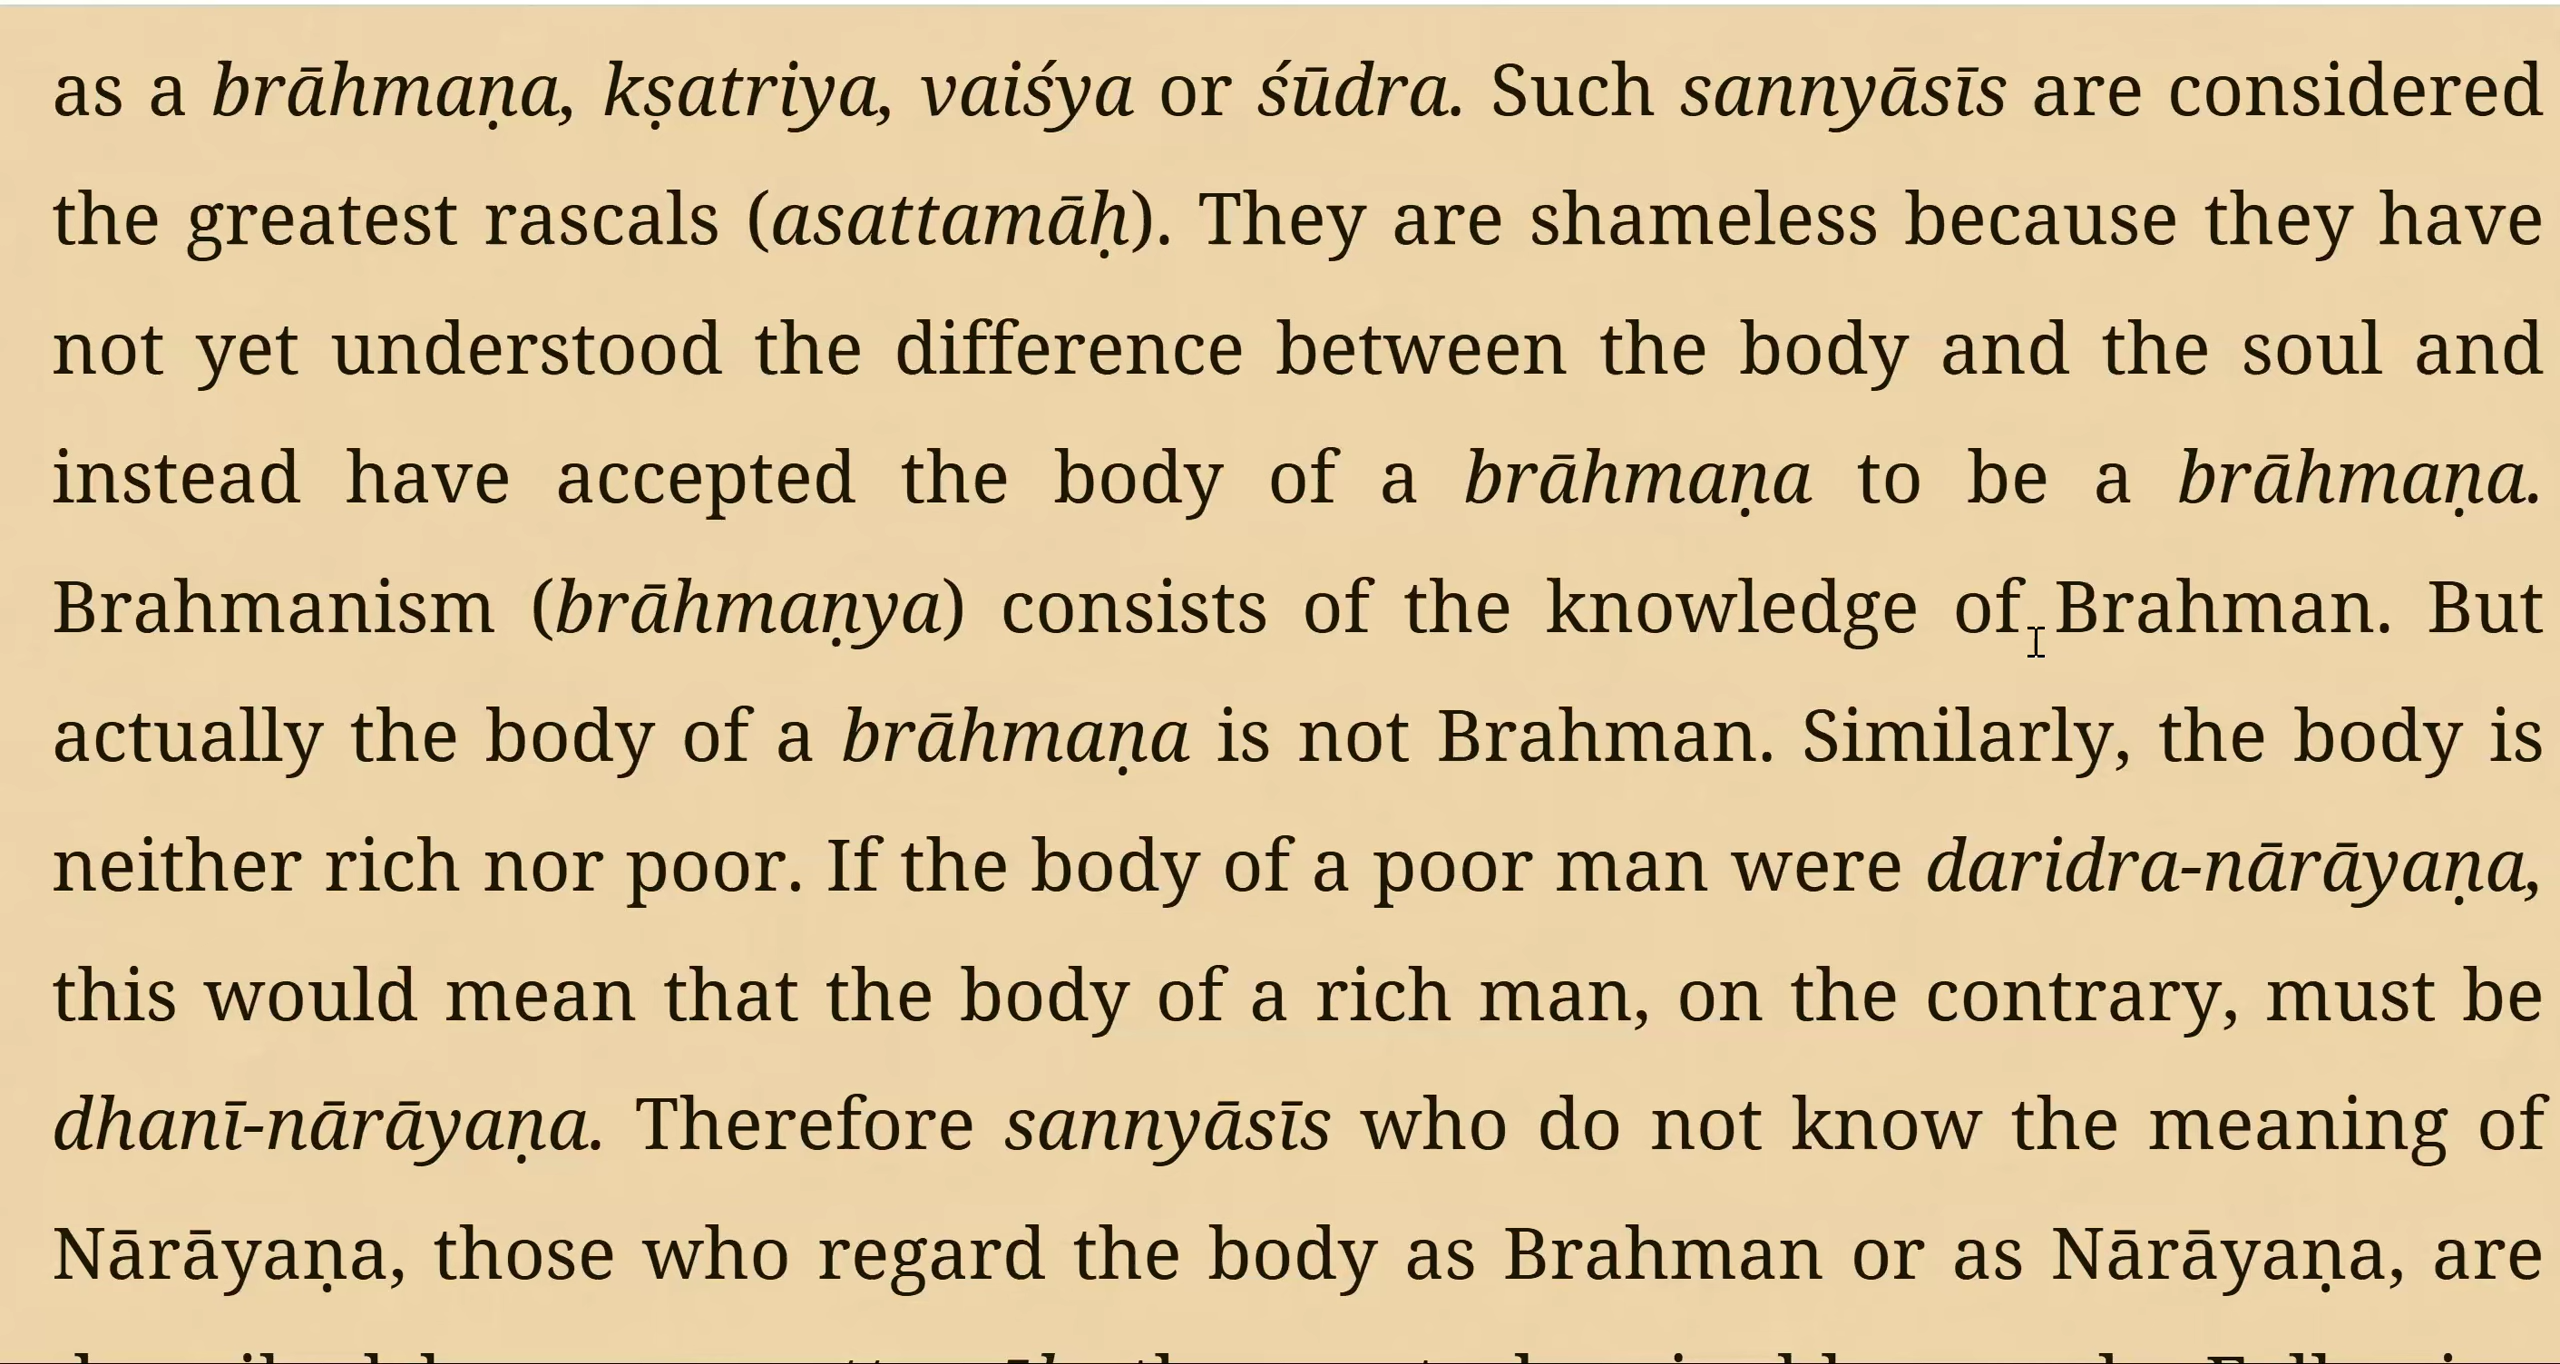 as a brāhmaṇa, kṣatriya, vaiśya or śūdra. Such sannyāsīs are considered
the greatest rascals (asattamāḥ). They are shameless because they have
not yet understood the difference between the body and the soul and
instead have accepted the body of a brāhmaṇa to be a brāhmaṇa.
Brahmanism (brāhmaṇya) consists of the knowledge of Brahman. But
actually the body of a brāhmaṇa is not Brahman. Similarly, the body is
neither rich nor poor. If the body of a poor man were daridra-nārāyaṇa,
this would mean that the body of a rich man, on the contrary, must be
dhanī-nārāyaṇa. Therefore sannyāsīs who do not know the meaning of
Nārāyaṇa, those who regard the body as Brahman or as Nārāyaṇa, are